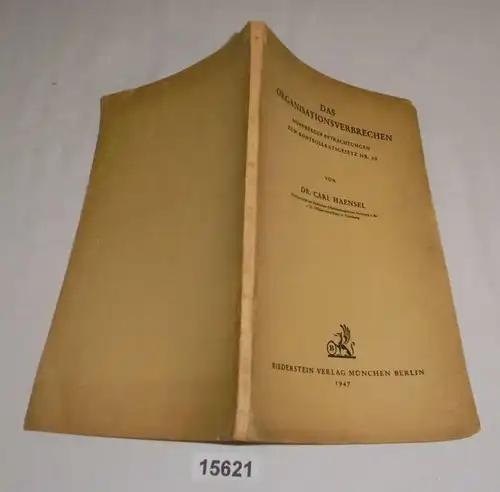 DAS
ORGANISATIONSVERBRECHEN
NÜRNBERGER BETRACHTUNGEN
ZUM KONTROLLRATSGESETZ NR. 10
VON
DR. CARL HAENSEL
B
BIEDERSTEIN VERLAG MÜNCHEN BERLIN
1947
15621